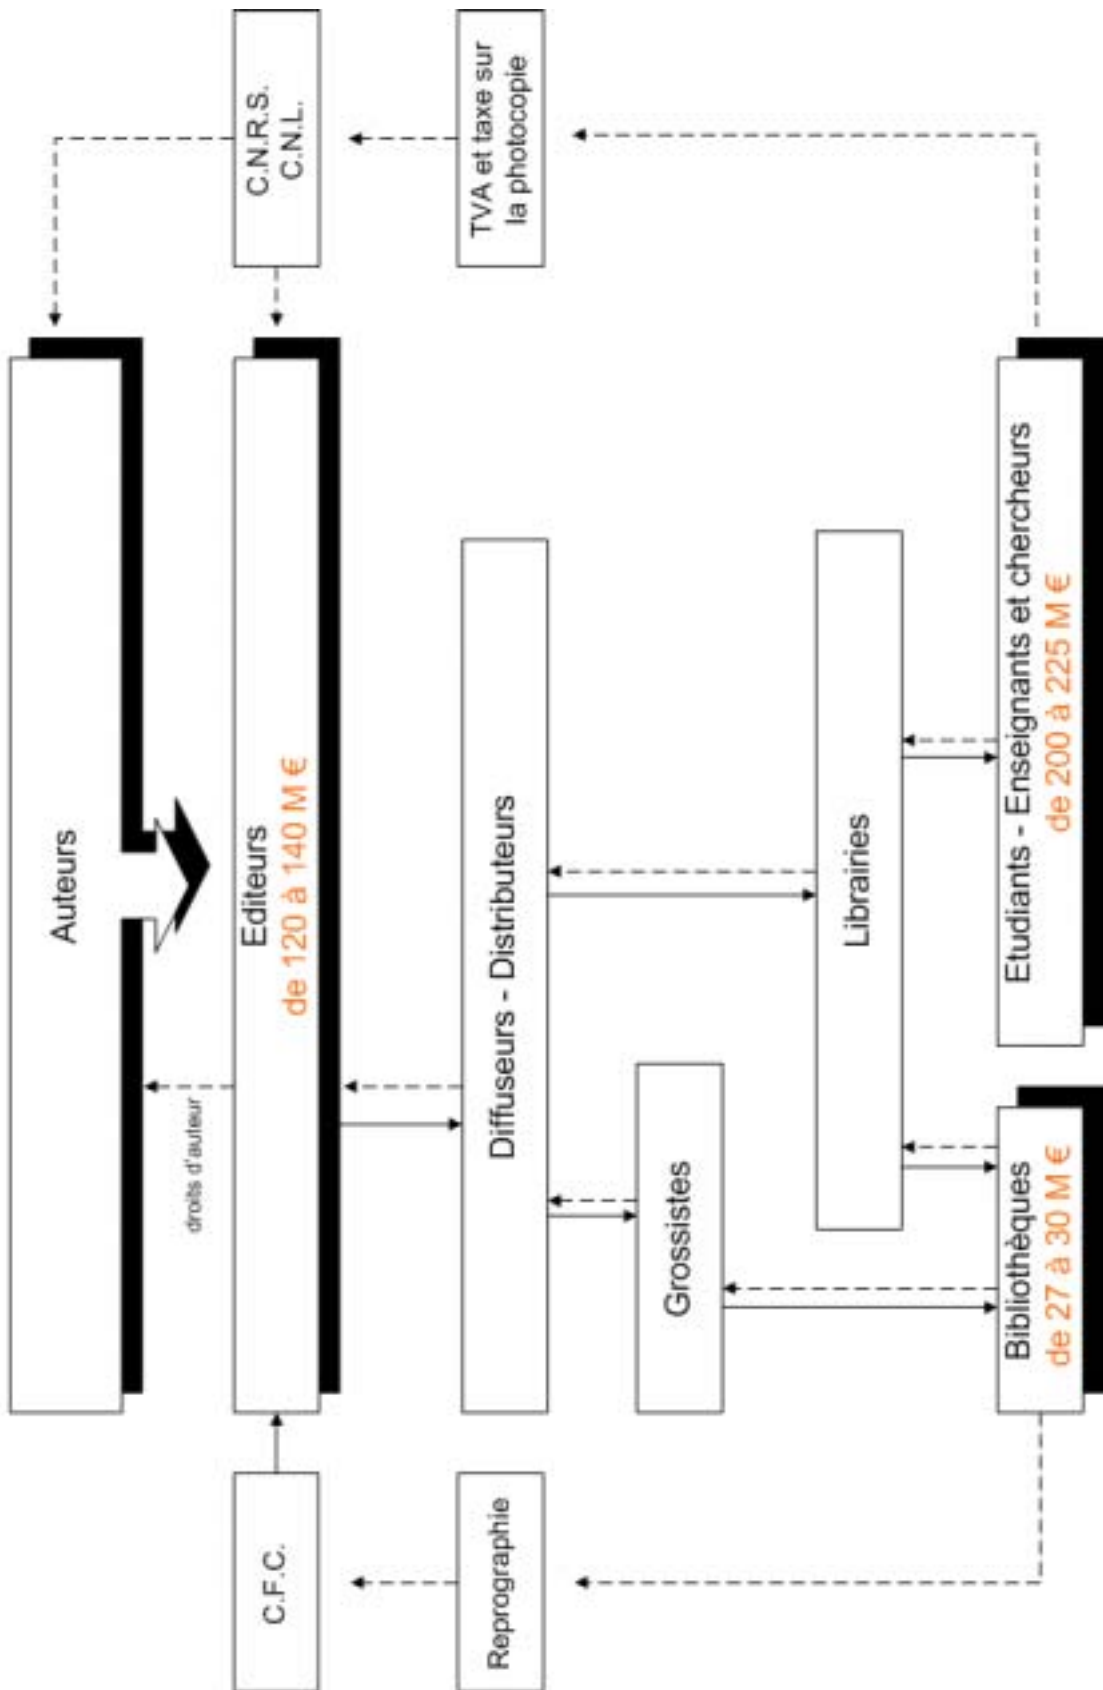 Auteurs
droits d'auteur
C.F.C.
Editeurs
de 120 à 140 M €
C.N.R.S.
C.N.L.
Reprographie
Diffuseurs - Distributeurs
TVA et taxe sur
la photocopie
Grossistes
Librairies
Bibliothèques
de 27 à 30 M €
Etudiants - Enseignants et chercheurs
de 200 à 225 M €